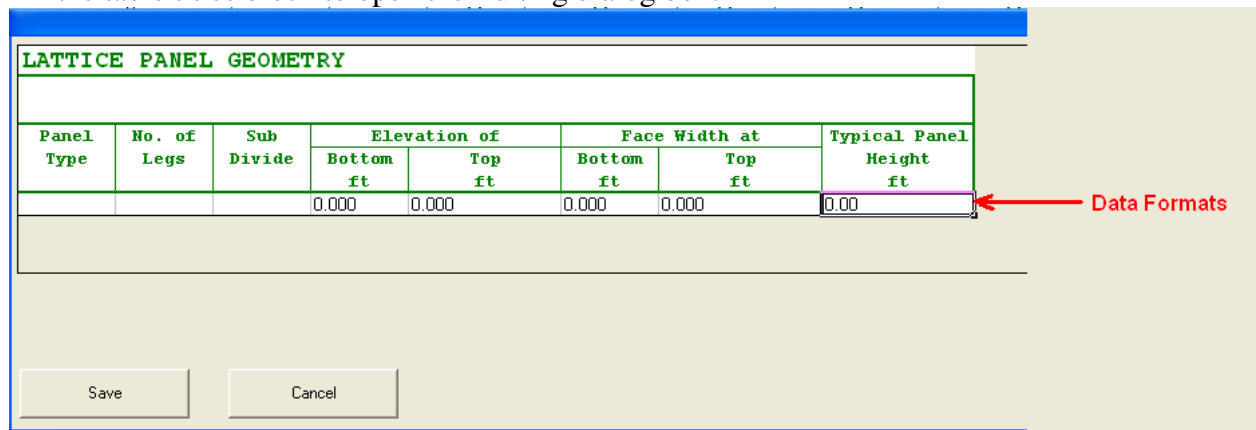 LATTICE PANEL GEOMETRY
Panel No. of Sub Elevation of Face Width at Typical Panel
Type Legs Divide Bottom Top Bottom Top Height
ft ft ft ft ft
0.000 0.000 0.000 0.000 0.00
Data Formats
Save Cancel